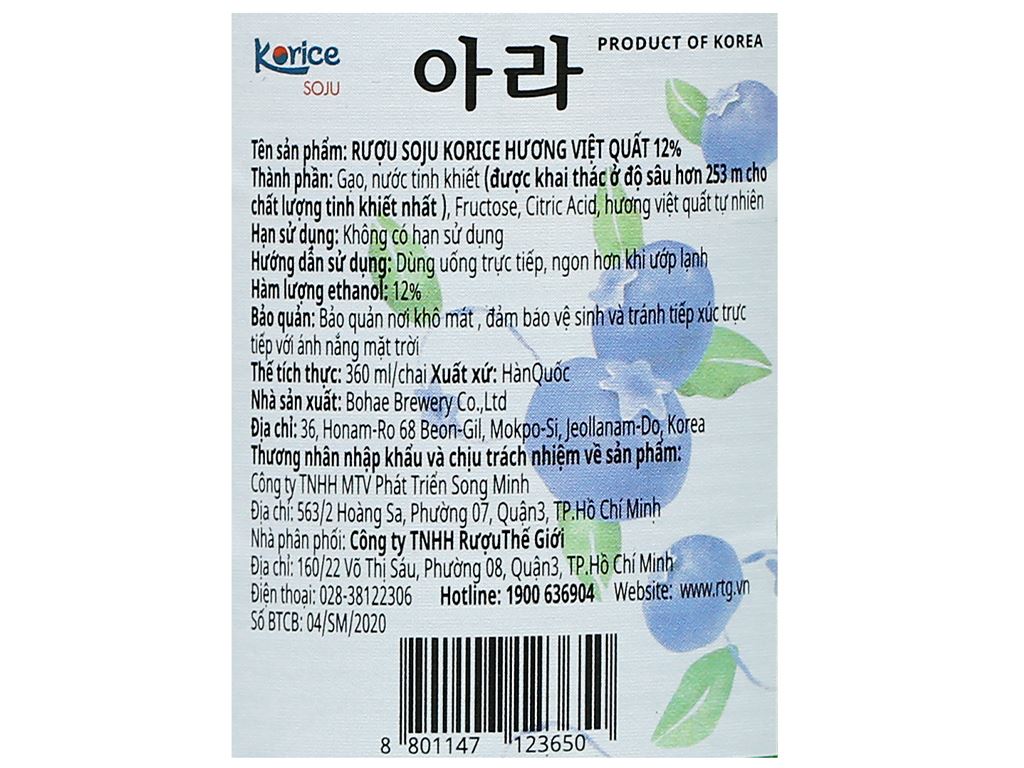 Korice
SOJU
아라
PRODUCT OF KOREA
Tên sản phẩm: RƯỢU SOJU KORICE HƯƠNG VIỆT QUẤT 12%
Thành phần: Gạo, nước tinh khiết (được khai thác ở độ sâu hơn 253 m cho
chất lượng tinh khiết nhất ), Fructose, Citric Acid, hương việt quất tự nhiên
Hạn sử dụng: Không có hạn sử dụng
Hướng dẫn sử dụng: Dùng uống trực tiếp, ngon hơn khi ướp lạnh
Hàm lượng ethanol: 12%
Bảo quản: Bảo quản nơi khô mát , đảm bảo vệ sinh và tránh tiếp xúc trực
tiếp với ánh nắng mặt trời
Thể tích thực: 360 ml/chai Xuất xứ: HànQuốc
Nhà sản xuất: Bohae Brewery Co.,Ltd
Địa chỉ: 36, Honam-Ro 68 Beon-Gil, Mokpo-Si, Jeollanam-Do, Korea
Thương nhân nhập khẩu và chịu trách nhiệm về sản phẩm:
Công ty TNHH MTV Phát Triển Song Minh
Địa chỉ: 563/2 Hoàng Sa, Phường 07, Quận3, TP.Hồ Chí Minh
Nhà phân phối: Công ty TNHH RượuThế Giới
Địa chỉ: 160/22 Võ Thị Sáu, Phường 08, Quận3, TP.Hồ Chí Minh
Điện thoại: 028-38122306 Hotline: 1900 636904 Website: www.rtg.vn
Số BTCB: 04/SM/2020
8 801147 123650